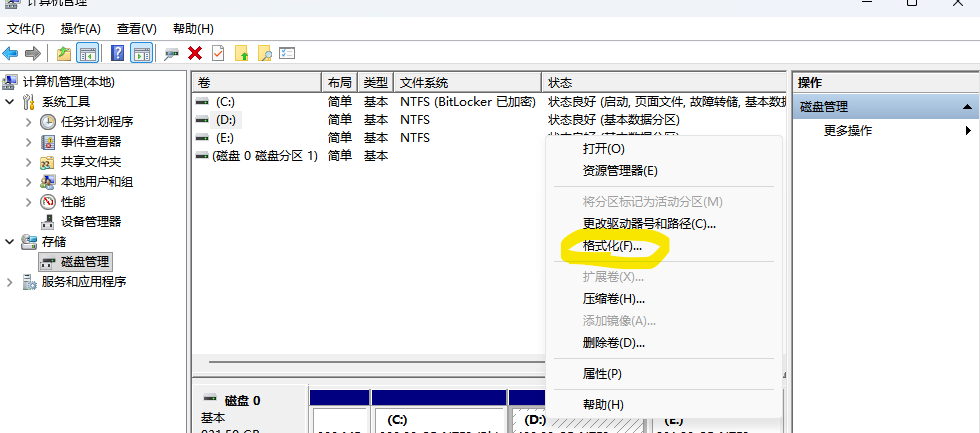 计算机管理
文件(F) 操作(A) 查看(V) 帮助(H)
计算机管理(本地)
系统工具
任务计划程序
事件查看器
共享文件夹
本地用户和组
性能
设备管理器
存储
磁盘管理
服务和应用程序
卷 布局 类型 文件系统 状态
(C:) 简单 基本 NTFS (BitLocker 已加密) 状态良好 (启动, 页面文件, 故障转储, 基本数
(D:) 简单 基本 NTFS 状态良好 (基本数据分区)
(E:) 简单 基本 NTFS
(磁盘 0 磁盘分区 1) 简单 基本
打开(O)
资源管理器(E)
将分区标记为活动分区(M)
更改驱动器号和路径(C)...
格式化(F)...
扩展卷(X)...
压缩卷(H)...
添加镜像(A)...
删除卷(D)...
属性(P)
帮助(H)
操作
磁盘管理
更多操作
磁盘 0
基本
(C:)
(D:)
(E:)